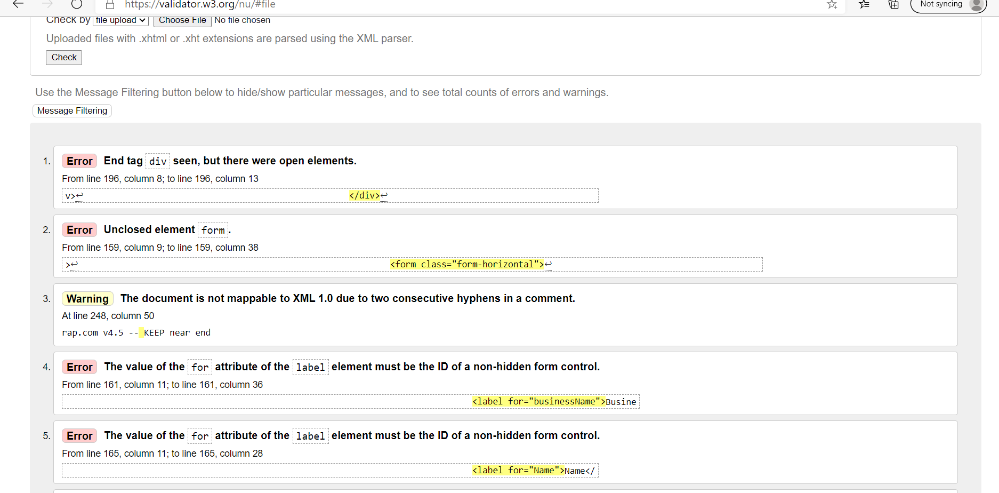 https://validator.w3.org/nu/#file
Not syncing
Check by file upload Choose File No file chosen
Uploaded files with .xhtml or .xht extensions are parsed using the XML parser.
Check
Use the Message Filtering button below to hide/show particular messages, and to see total counts of errors and warnings.
Message Filtering
1. Error End tag div seen, but there were open elements.
From line 196, column 8; to line 196, column 13
v>↩ </div>↩
2. Error Unclosed element form.
From line 159, column 9; to line 159, column 38
>↩ <form class="form-horizontal">↩
3. Warning The document is not mappable to XML 1.0 due to two consecutive hyphens in a comment.
At line 248, column 50
rap.com v4.5 -- KEEP near end
4. Error The value of the for attribute of the label element must be the ID of a non-hidden form control.
From line 161, column 11; to line 161, column 36
<label for="businessName">Busine
5. Error The value of the for attribute of the label element must be the ID of a non-hidden form control.
From line 165, column 11; to line 165, column 28
<label for="Name">Name</